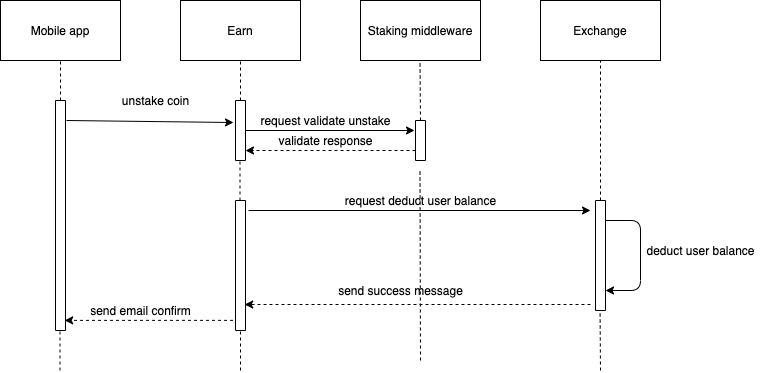 Mobile app
Earn
Staking middleware
Exchange
unstake coin
request validate unstake
validate response
request deduct user balance
deduct user balance
send success message
send email confirm